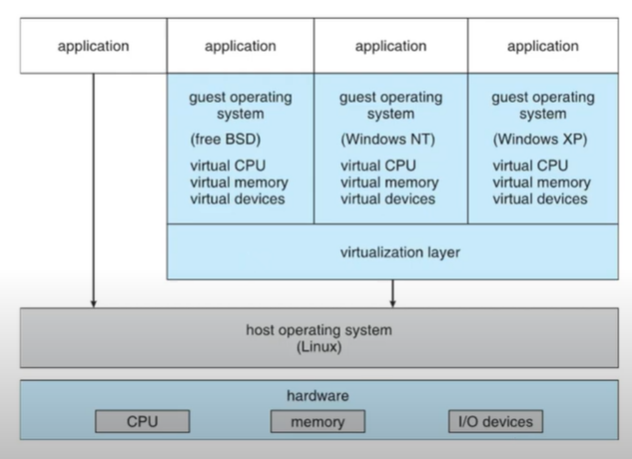 application
application
application
application
guest operating
system
(free BSD)
virtual CPU
virtual memory
virtual devices
guest operating
system
(Windows NT)
virtual CPU
virtual memory
virtual devices
guest operating
system
(Windows XP)
virtual CPU
virtual memory
virtual devices
virtualization layer
host operating system
(Linux)
hardware
CPU
memory
I/O devices